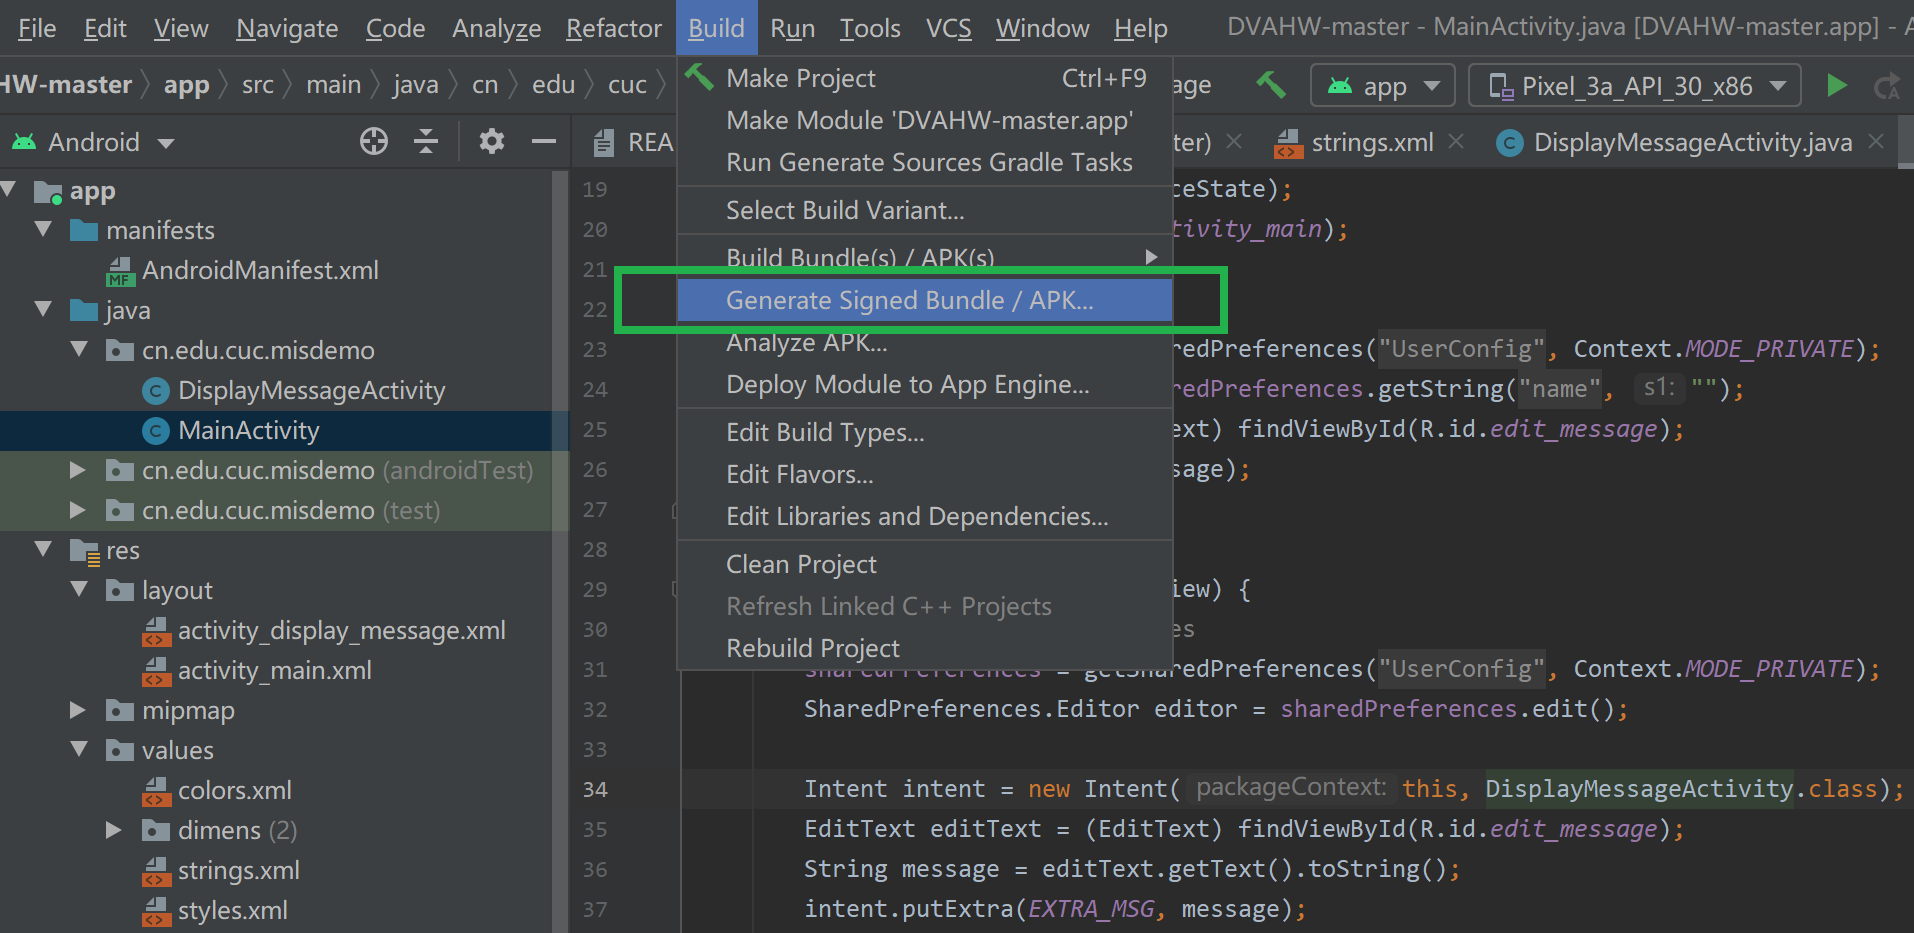 File Edit View Navigate Code Analyze Refactor Build Run Tools VCS Window Help DVAHW-master - MainActivity.java [DVAHW-master.app] - A
HW-master app src main java cn edu cuc age app Pixel_3a_API_30_x86
Android REA ter) strings.xml DisplayMessageActivity.java
Make Project Ctrl+F9
Make Module 'DVAHW-master.app'
Run Generate Sources Gradle Tasks
Select Build Variant...
Build Bundle(s) / APK(s)
Generate Signed Bundle / APK...
Analyze APK...
Deploy Module to App Engine...
Edit Build Types...
Edit Flavors...
Edit Libraries and Dependencies...
Clean Project
Refresh Linked C++ Projects
Rebuild Project
app
manifests
AndroidManifest.xml
java
cn.edu.cuc.misdemo
DisplayMessageActivity
MainActivity
cn.edu.cuc.misdemo (androidTest)
cn.edu.cuc.misdemo (test)
res
layout
activity_display_message.xml
activity_main.xml
mipmap
values
colors.xml
dimens (2)
strings.xml
styles.xml
19 ceState);
20 tivity_main);
21
22
23 redPreferences("UserConfig", Context.MODE_PRIVATE);
24 redPreferences.getString("name", s1: "");
25 ext) findViewById(R.id.edit_message);
26 sage);
27
28
29 iew) {
30 es
31 sharedPreferences = getSharedPreferences("UserConfig", Context.MODE_PRIVATE);
32 SharedPreferences.Editor editor = sharedPreferences.edit();
33
34 Intent intent = new Intent( packageContext: this, DisplayMessageActivity.class);
35 EditText editText = (EditText) findViewById(R.id.edit_message);
36 String message = editText.getText().toString();
37 intent.putExtra(EXTRA_MSG, message);